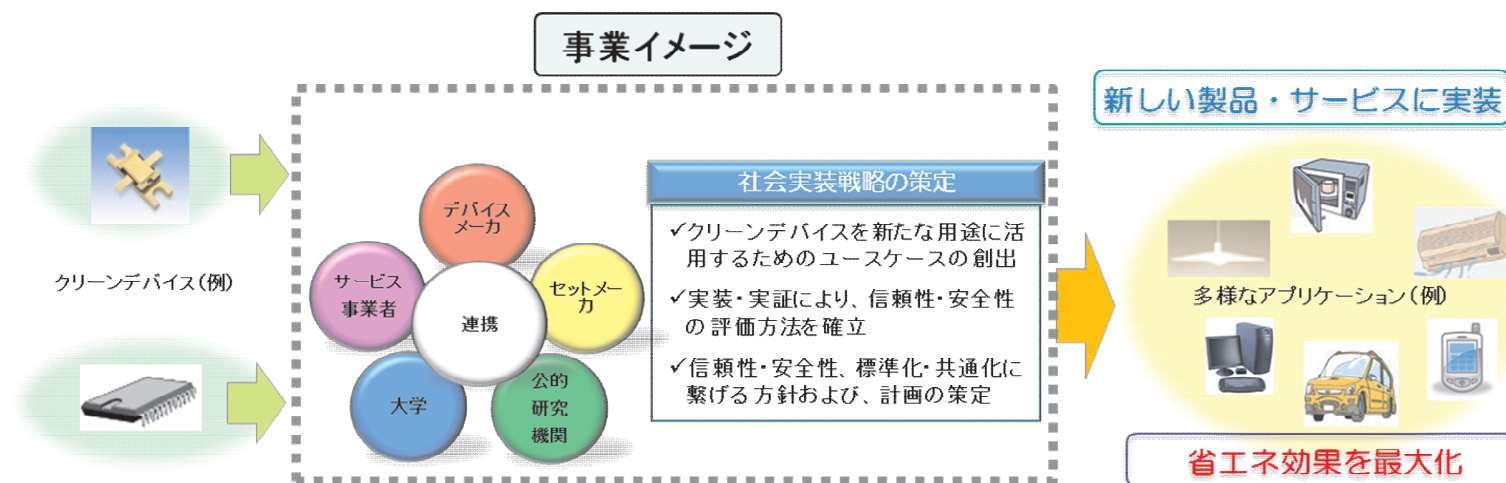 事業イメージ
クリーンデバイス(例)
デバイス
メーカ
サービス
事業者
セットメー
カ
連携
大学
公的
研究
機関
社会実装戦略の策定
✓クリーンデバイスを新たな用途に活
用するためのユースケースの創出
✓実装・実証により、信頼性・安全性
の評価方法を確立
✓信頼性・安全性、標準化・共通化に
繋げる方針および、計画の策定
新しい製品・サービスに実装
多様なアプリケーション(例)
省エネ効果を最大化